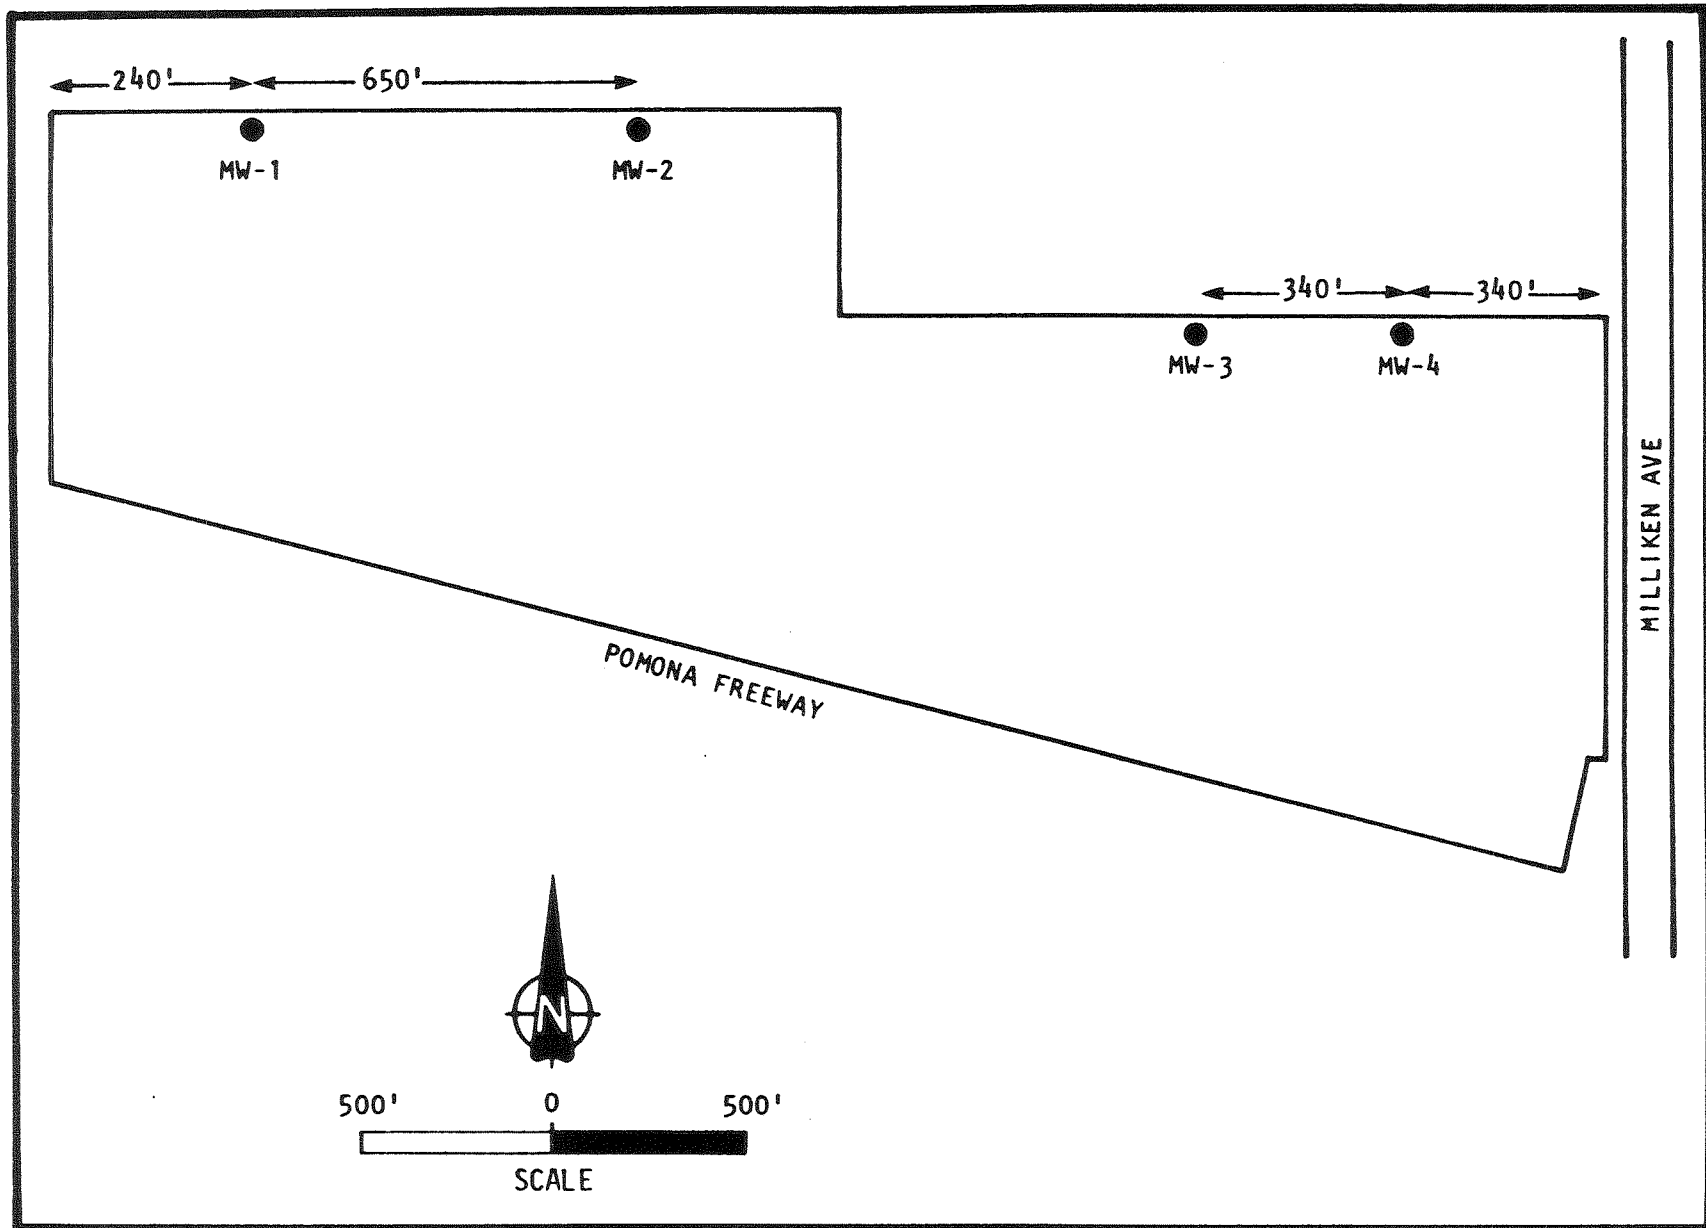 240' 650'
MW-1 MW-2
340' 340'
MW-3 MW-4
MILLIKEN AVE
POMONA FREEWAY
N
500' 0 500'
SCALE